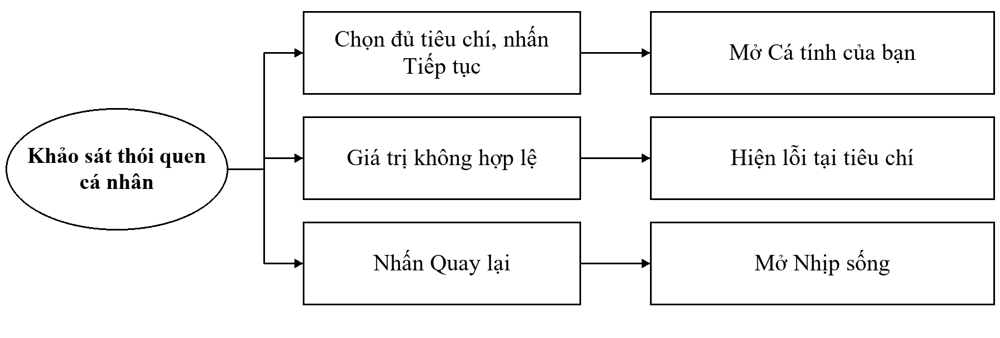 Khảo sát thói quen
cá nhân
Chọn đủ tiêu chí, nhấn
Tiếp tục
Mở Cá tính của bạn
Giá trị không hợp lệ
Hiện lỗi tại tiêu chí
Nhấn Quay lại
Mở Nhịp sống